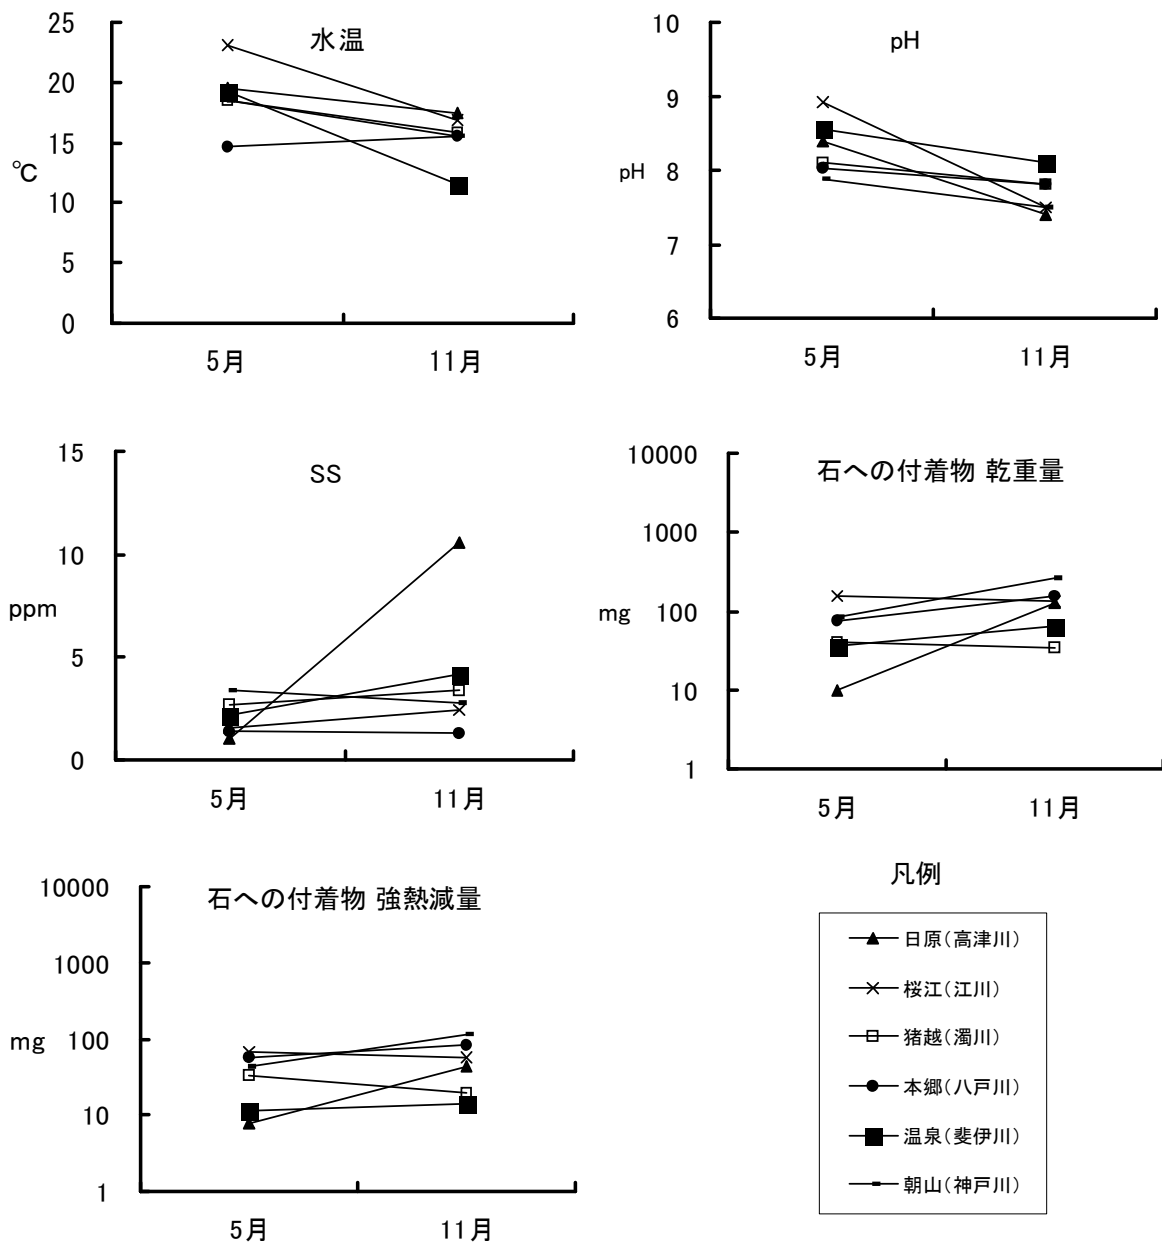 水温
25
20
15
10
5
0
℃
5月
11月
pH
10
9
8
7
6
pH
5月
11月
SS
15
10
5
0
ppm
5月
11月
石への付着物 乾重量
10000
1000
100
10
1
mg
5月
11月
石への付着物 強熱減量
10000
1000
100
10
1
mg
5月
11月
凡例
日原(高津川)
桜江(江川)
猪越(濁川)
本郷(八戸川)
温泉(斐伊川)
朝山(神戸川)